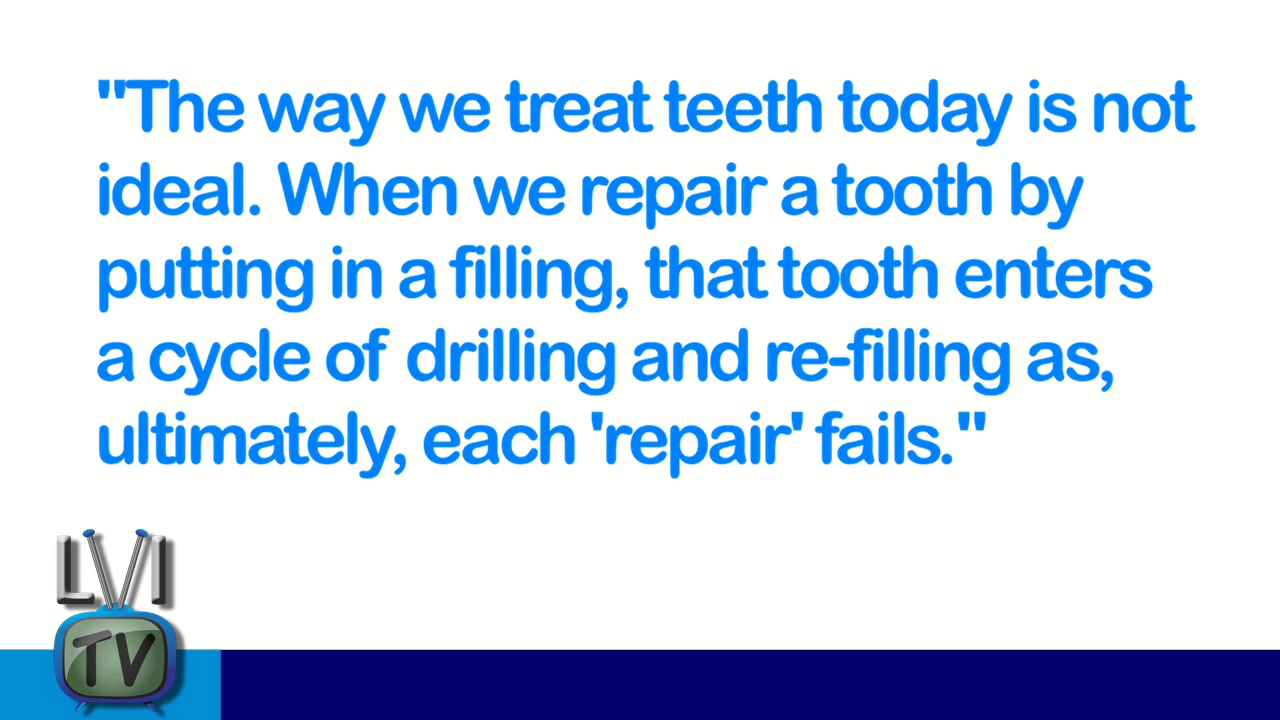 "The way we treat teeth today is not
ideal. When we repair a tooth by
putting in a filling, that tooth enters
a cycle of drilling and re-filling as,
ultimately, each 'repair' fails."
LVI
TV